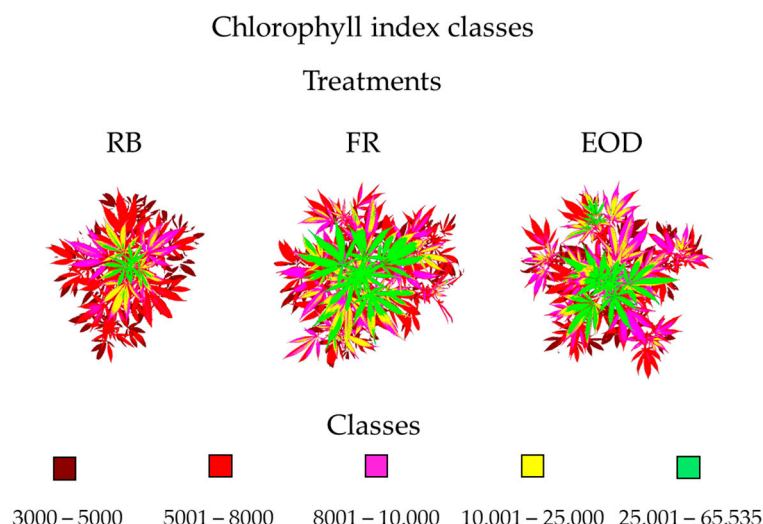 Chlorophyll index classes
Treatments
RB FR EOD
Classes
3000 – 5000 5001 – 8000 8001 – 10.000 10.001 – 25.000 25.001 – 65.535